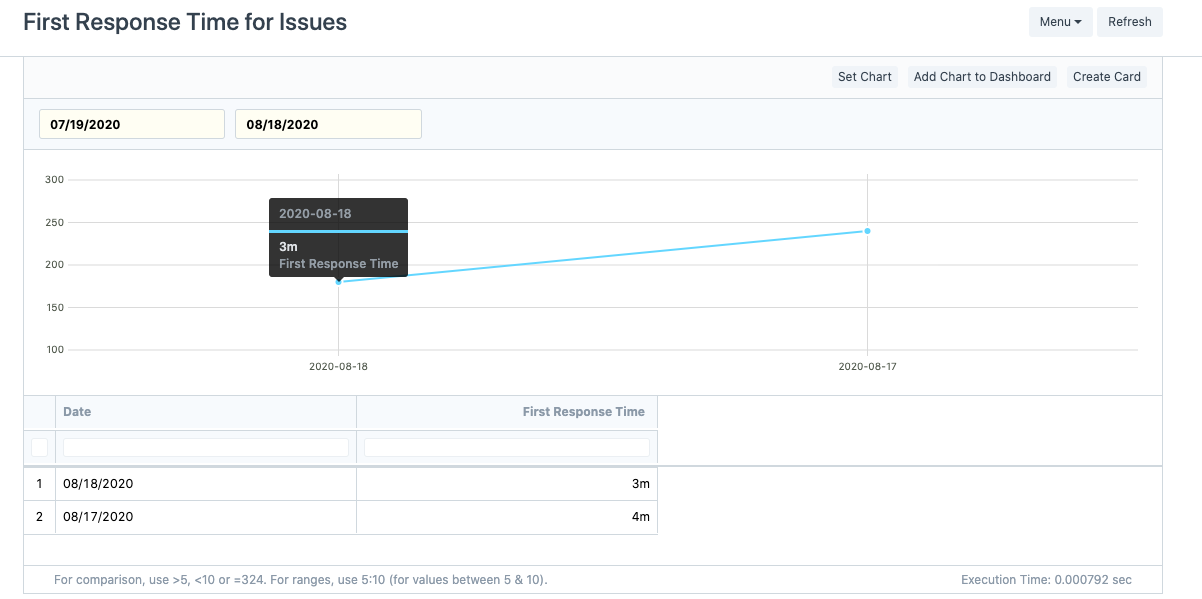 First Response Time for Issues
Menu
Refresh
Set Chart
Add Chart to Dashboard
Create Card
07/19/2020
08/18/2020
300
250
200
150
100
2020-08-18
3m
First Response Time
2020-08-18
2020-08-17
Date
First Response Time
1 08/18/2020 3m
2 08/17/2020 4m
For comparison, use >5, <10 or =324. For ranges, use 5:10 (for values between 5 & 10).
Execution Time: 0.000792 sec